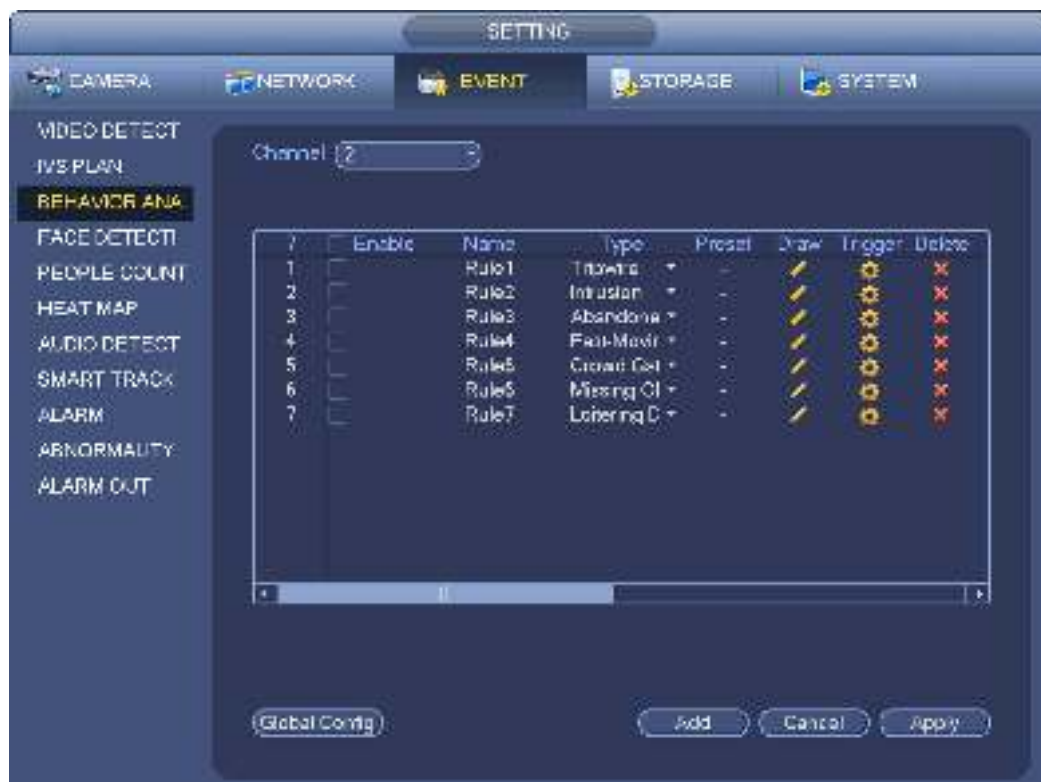 SETTING
CAMERA NETWORK EVENT STORAGE SYSTEM
VIDEO DETECT
IVS PLAN
BEHAVIOR ANA
FACE DETECTI
PEOPLE COUNT
HEAT MAP
AUDIO DETECT
SMART TRACK
ALARM
ABNORMALITY
ALARM OUT
Channel 2
7 Enable Name Type Preset Draw Trigger Delete
1 Rule1 Tripwire -
2 Rule2 Intrusion -
3 Rule3 Abandone -
4 Rule4 Fast-Movin -
5 Rule5 Crowd Gat -
6 Rule6 Missing Ob -
7 Rule7 Loitering D -
Global Config Add Cancel Apply